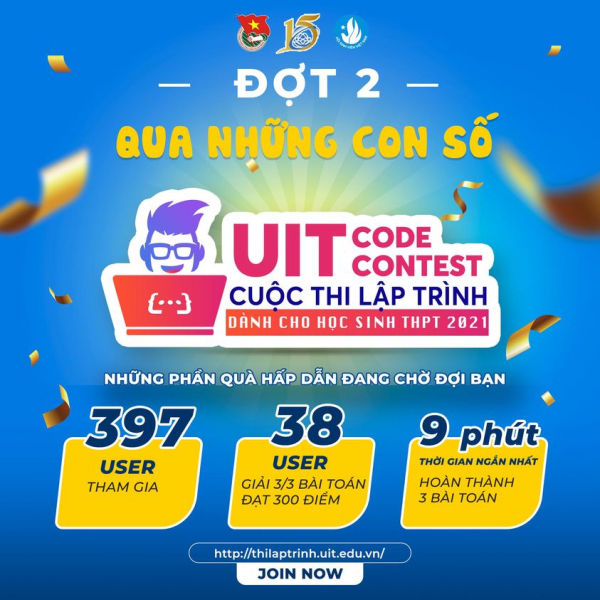 15
— ĐỢT 2 —
QUA NHỮNG CON SỐ
UIT CODE CONTEST
CUỘC THI LẬP TRÌNH
DÀNH CHO HỌC SINH THPT 2021
{...}
NHỮNG PHẦN QUÀ HẤP DẪN ĐANG CHỜ ĐỢI BẠN
397
USER
THAM GIA
38
USER
GIẢI 3/3 BÀI TOÁN
ĐẠT 300 ĐIỂM
9 phút
THỜI GIAN NGẮN NHẤT
HOÀN THÀNH
3 BÀI TOÁN
http://thilaptrinh.uit.edu.vn/
JOIN NOW